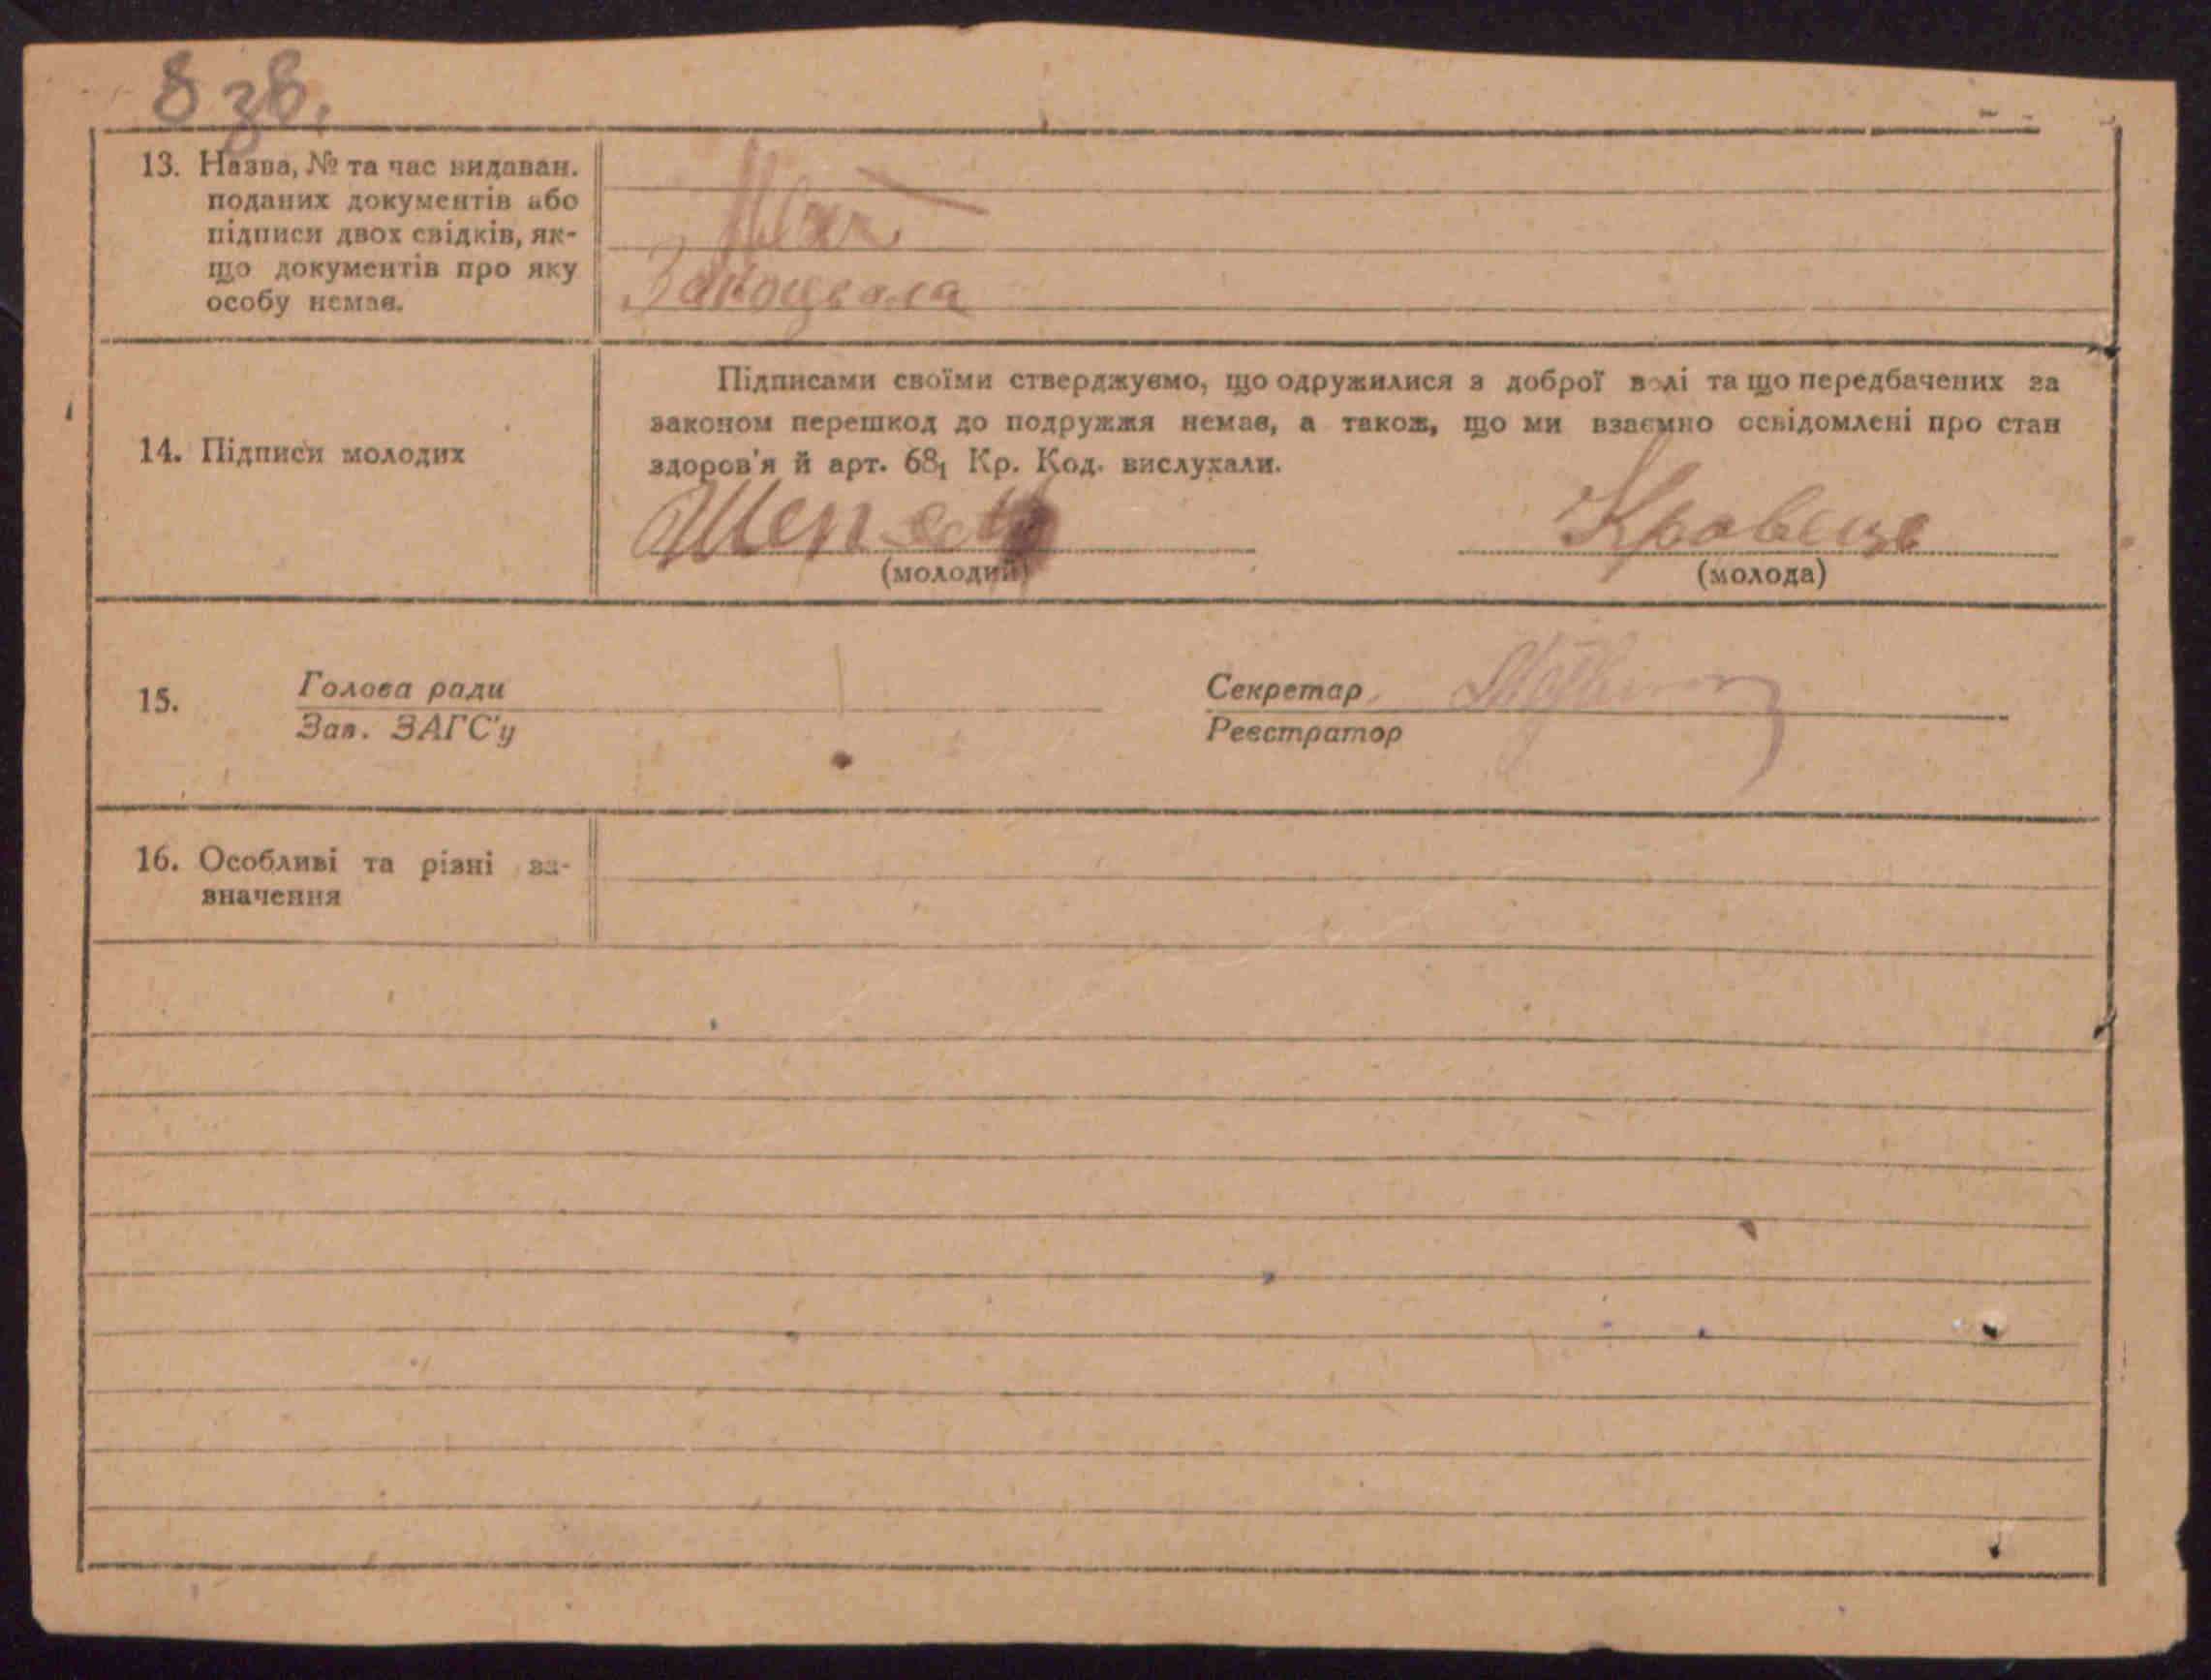 8 зв.
13. Назва, № та час видаван.
поданих документів або
підписи двох свідків, як-
що документів про яку
особу немає.
14. Підписи молодих
Підписами своїми стверджуємо, що одружилися з доброї волі та що передбачених за
законом перешкод до подружжя немає, а також, що ми взаємно освідомлені про стан
здоров'я й арт. 68₁ Кр. Код. вислухали.
Кравець
(молодий)
(молода)
15.
Голова ради
Зав. ЗАГС'у
Секретар
Реєстратор
16. Особливі та різні за-
значення